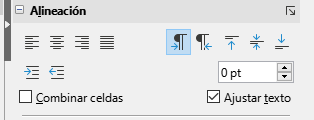 Alineación
0 pt
Combinar celdas
Ajustar texto